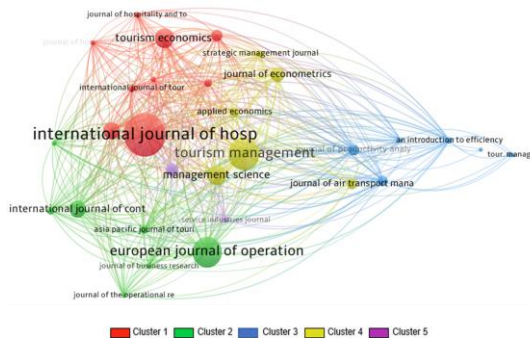 journal of hospitality and to
tourism economics
strategic management journal
journal of econometrics
international journal of tour
applied economics
international journal of hosp
an introduction to efficiency
journal of productivity analy
tourism management
tour. manag
management science
journal of air transport mana
international journal of cont
service industries journal
asia pacific journal of touri
european journal of operation
journal of business research
journal of the operational re
Cluster 1
Cluster 2
Cluster 3
Cluster 4
Cluster 5